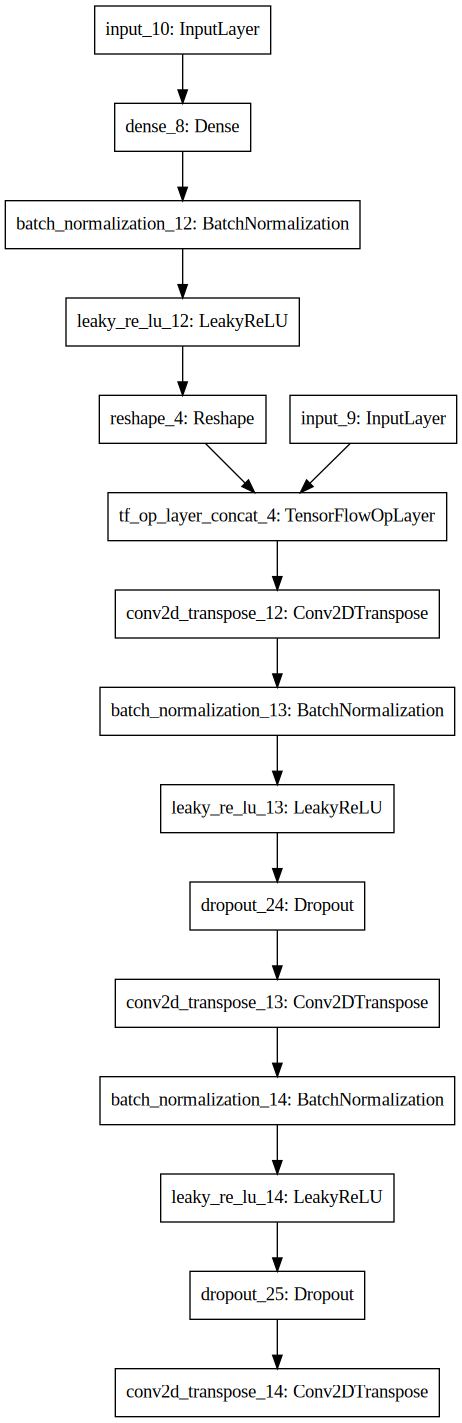 input_10: InputLayer
dense_8: Dense
batch_normalization_12: BatchNormalization
leaky_re_lu_12: LeakyReLU
reshape_4: Reshape
input_9: InputLayer
tf_op_layer_concat_4: TensorFlowOpLayer
conv2d_transpose_12: Conv2DTranspose
batch_normalization_13: BatchNormalization
leaky_re_lu_13: LeakyReLU
dropout_24: Dropout
conv2d_transpose_13: Conv2DTranspose
batch_normalization_14: BatchNormalization
leaky_re_lu_14: LeakyReLU
dropout_25: Dropout
conv2d_transpose_14: Conv2DTranspose